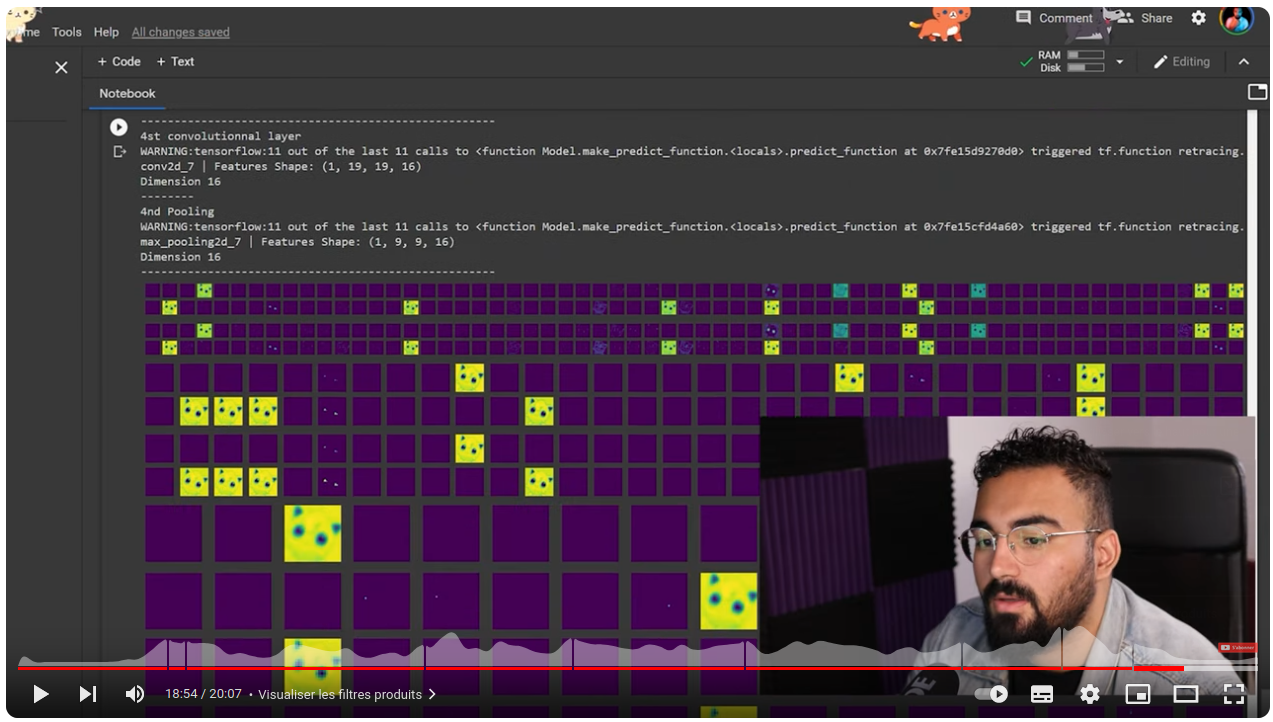 Comment
Share
me Tools Help All changes saved
+ Code + Text
RAM
Disk
Editing
Notebook
-----------------------------------------------------
4st convolutionnal layer
WARNING:tensorflow:11 out of the last 11 calls to <function Model.make_predict_function.<locals>.predict_function at 0x7fe15d9270d0> triggered tf.function retracing.
conv2d_7 | Features Shape: (1, 19, 19, 16)
Dimension 16
--------
4nd Pooling
WARNING:tensorflow:11 out of the last 11 calls to <function Model.make_predict_function.<locals>.predict_function at 0x7fe15cfd4a60> triggered tf.function retracing.
max_pooling2d_7 | Features Shape: (1, 9, 9, 16)
Dimension 16
-----------------------------------------------------
18:54 / 20:07 • Visualiser les filtres produits >